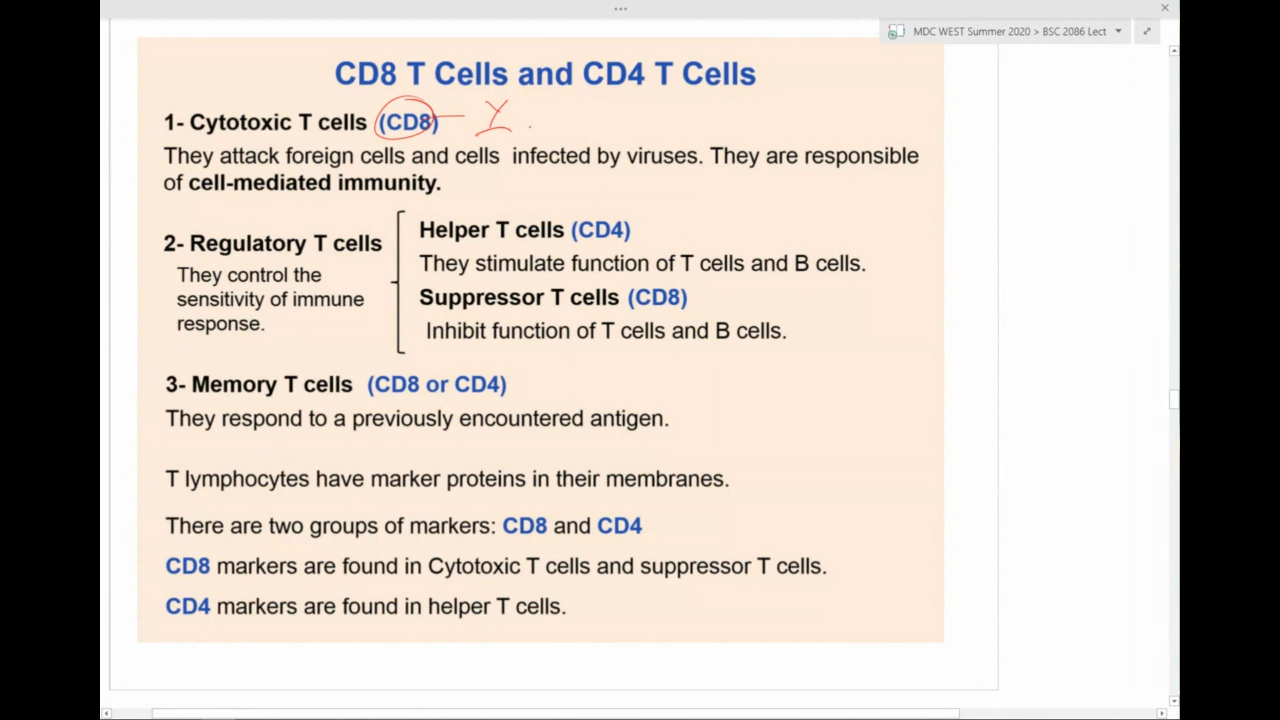 MDC WEST Summer 2020 > BSC 2086 Lect
CD8 T Cells and CD4 T Cells
1- Cytotoxic T cells (CD8)
They attack foreign cells and cells infected by viruses. They are responsible
of cell-mediated immunity.
2- Regulatory T cells
They control the
sensitivity of immune
response.
Helper T cells (CD4)
They stimulate function of T cells and B cells.
Suppressor T cells (CD8)
Inhibit function of T cells and B cells.
3- Memory T cells (CD8 or CD4)
They respond to a previously encountered antigen.
T lymphocytes have marker proteins in their membranes.
There are two groups of markers: CD8 and CD4
CD8 markers are found in Cytotoxic T cells and suppressor T cells.
CD4 markers are found in helper T cells.